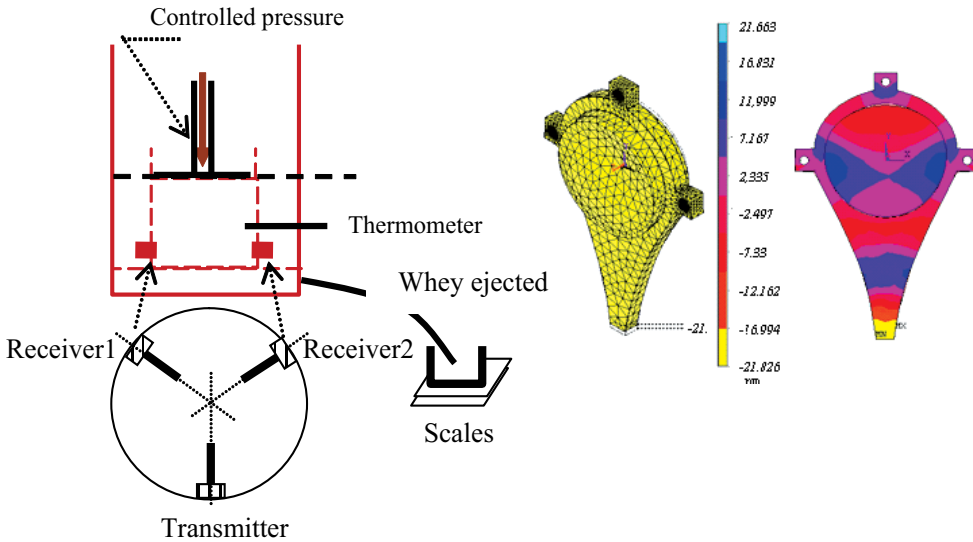 Controlled pressure
Thermometer
Whey ejected
Receiver1
Receiver2
Scales
Transmitter
21.663
16.831
11,999
7.167
2,335
-2.497
-7.33
-12.162
-16.994
-21.826
-21.